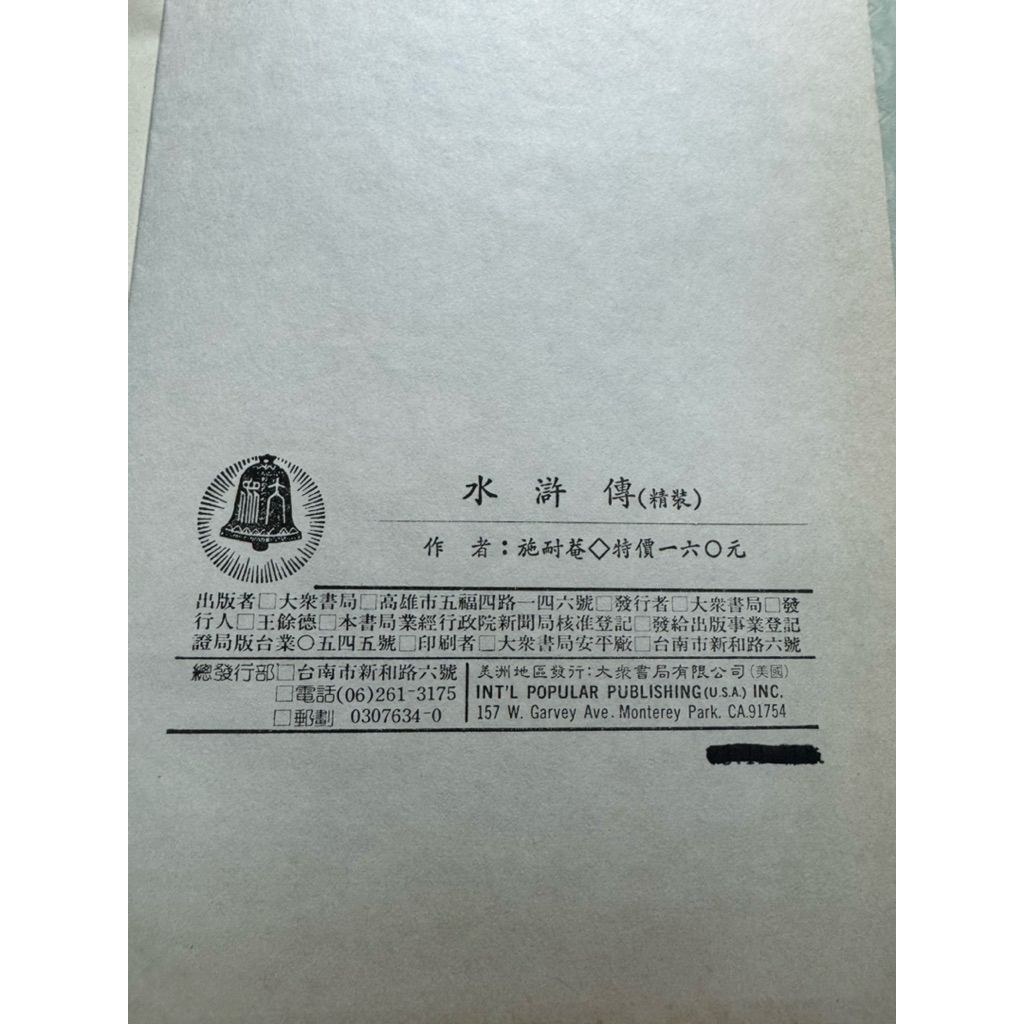 大衆
水滸傳(精裝)
作者：施耐菴◇特價一六〇元
出版者□大衆書局□高雄市五福四路一四六號□發行者□大衆書局□發
行人□王餘德□本書局業經行政院新聞局核准登記□發給出版事業登記
證局版台業〇五四五號□印刷者□大衆書局安平廠□台南市新和路六號
總發行部□台南市新和路六號
□電話(06)261-3175
□郵劃 0307634-0
美洲地區發行：大衆書局有限公司(美國)
INT'L POPULAR PUBLISHING (U.S.A.) INC.
157 W. Garvey Ave. Monterey Park. CA.91754